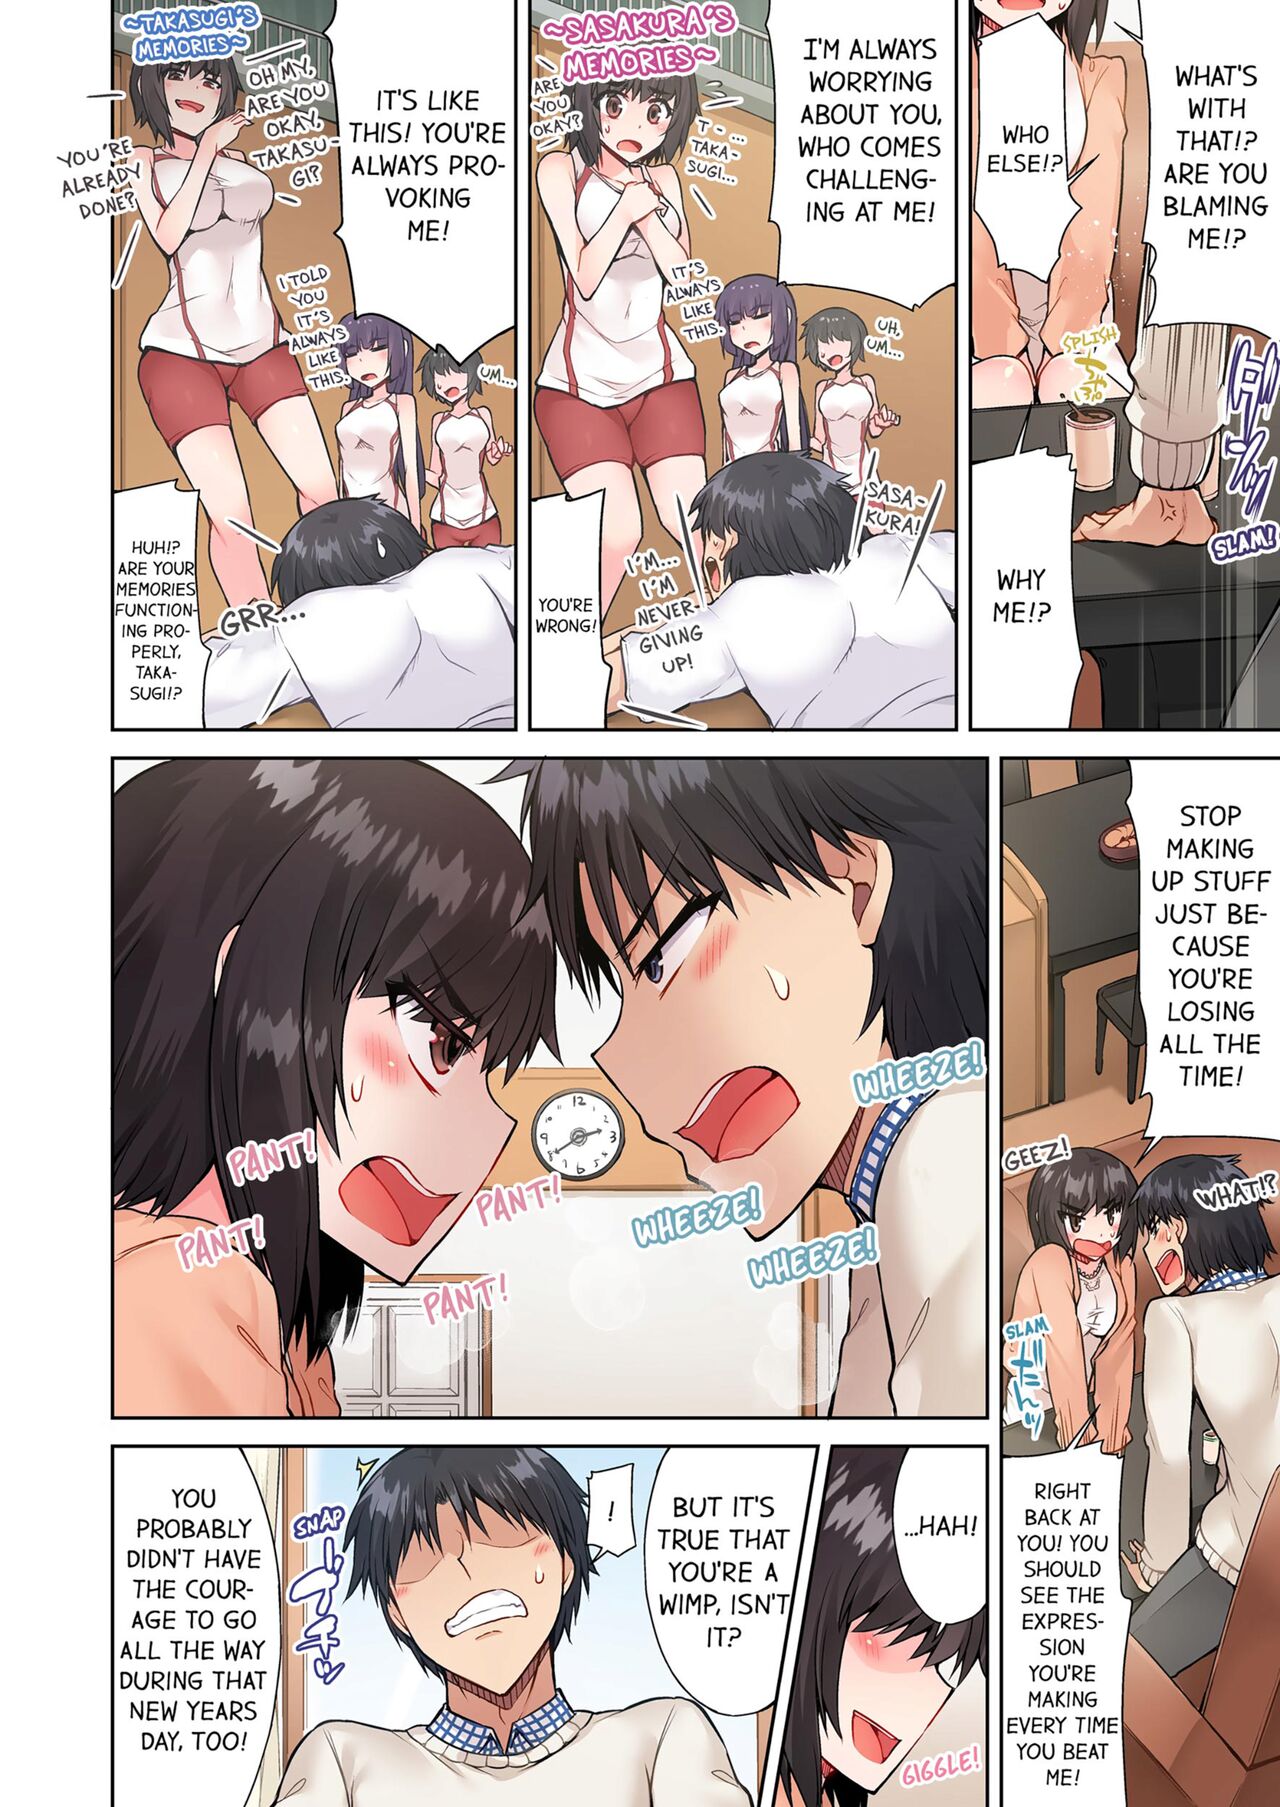 WHAT'S
WITH
THAT!?
ARE YOU
BLAMING
ME!?
WHO
ELSE!?
SPLISH
SLAM!
WHY
ME!?
I'M ALWAYS
WORRYING
ABOUT YOU,
WHO COMES
CHALLENG-
ING AT ME!
~SASAKURA'S
MEMORIES~
ARE
YOU
OKAY?
T-...
TAKA-
SUGI...
IT'S
ALWAYS
LIKE
THIS.
UH,
UM...
SASA-
KURA!
I'M...
I'M
NEVER
GIVING
UP!
YOU'RE
WRONG!
IT'S LIKE
THIS! YOU'RE
ALWAYS PRO-
VOKING
ME!
~TAKASUGI'S
MEMORIES~
OH MY,
ARE YOU
OKAY,
TAKASU-
GI?
YOU'RE
ALREADY
DONE?
I TOLD
YOU
IT'S
ALWAYS
LIKE
THIS.
UM...
GRR...
HUH!?
ARE YOUR
MEMORIES
FUNCTION-
ING PRO-
PERLY,
TAKA-
SUGI!?
STOP
MAKING
UP STUFF
JUST BE-
CAUSE
YOU'RE
LOSING
ALL THE
TIME!
GEEZ!
WHAT!?
SLAM
RIGHT
BACK AT
YOU! YOU
SHOULD
SEE THE
EXPRES-
SION
YOU'RE
MAKING
EVERY TIME
YOU BEAT
ME!
WHEEZE!
WHEEZE!
WHEEZE!
WHEEZE!
12
9
3
6
PANT!
PANT!
PANT!
PANT!
...HAH!
GIGGLE!
BUT IT'S
TRUE THAT
YOU'RE A
WIMP, ISN'T
IT?
!
SNAP
YOU
PROBABLY
DIDN'T HAVE
THE COUR-
AGE TO GO
ALL THE WAY
DURING THAT
NEW YEARS
DAY, TOO!